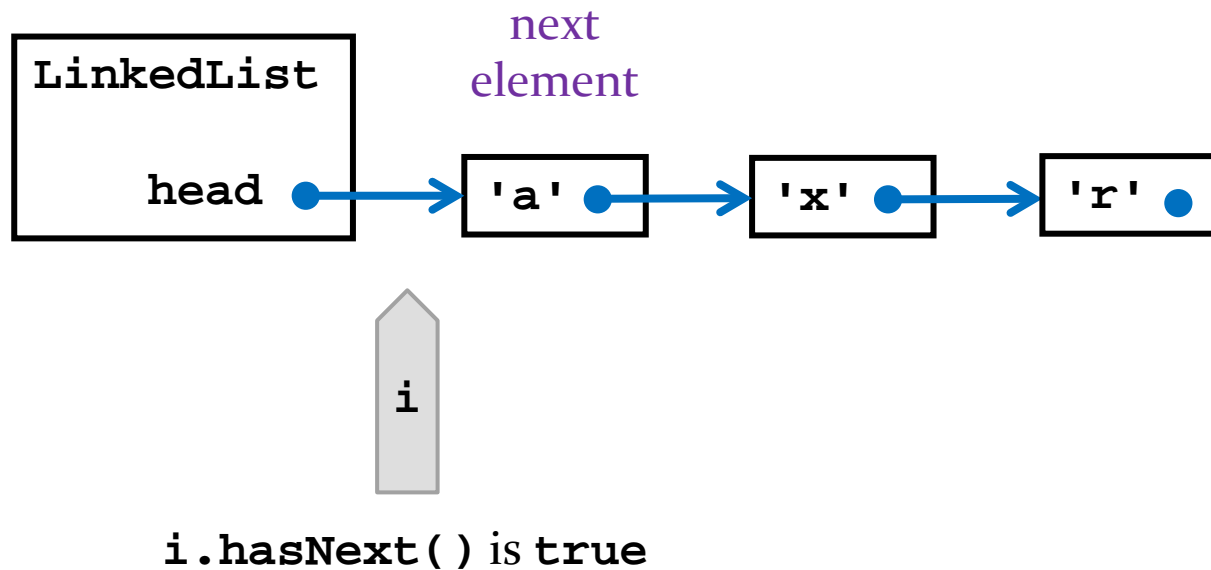 next
element
LinkedList
head
'a'
'x'
'r'
i
i.hasNext() is true